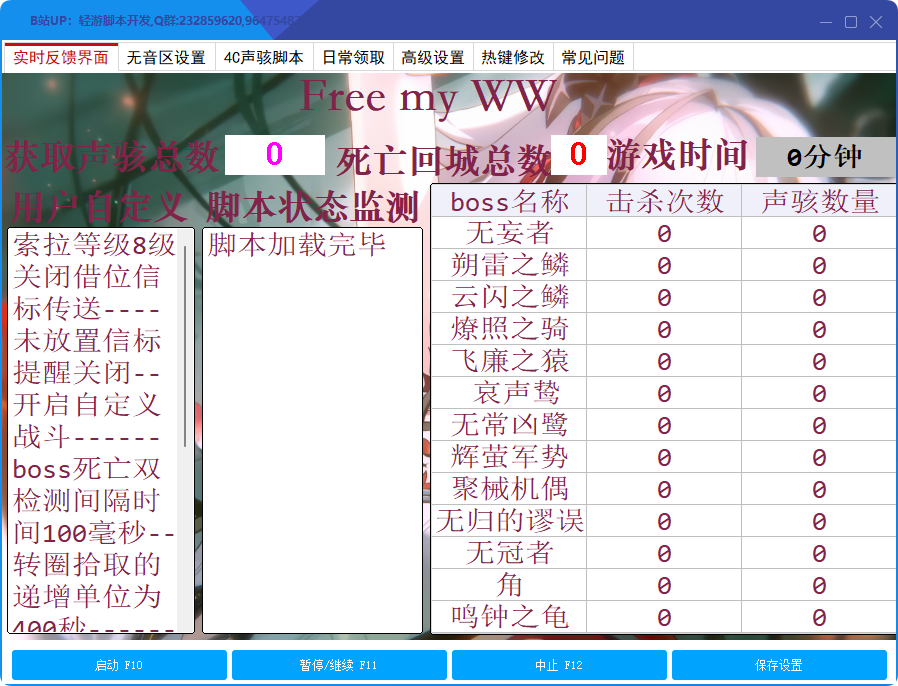 B站UP：轻游脚本开发,Q群:232859620,9647548
实时反馈界面 无音区设置 4C声骇脚本 日常领取 高级设置 热键修改 常见问题
Free my WW
获取声骇总数 0 死亡回城总数 0 游戏时间 0分钟
用户自定义 脚本状态监测
索拉等级8级
关闭借位信
标传送----
未放置信标
提醒关闭--
开启自定义
战斗------
boss死亡双
检测间隔时
间100毫秒--
转圈拾取的
递增单位为
400秒------
脚本加载完毕
boss名称 击杀次数 声骇数量
无妄者 0 0
朔雷之鳞 0 0
云闪之鳞 0 0
燎照之骑 0 0
飞廉之猿 0 0
哀声鸷 0 0
无常凶鹭 0 0
辉萤军势 0 0
聚械机偶 0 0
无归的谬误 0 0
无冠者 0 0
角 0 0
鸣钟之龟 0 0
启动 F10 暂停/继续 F11 中止 F12 保存设置